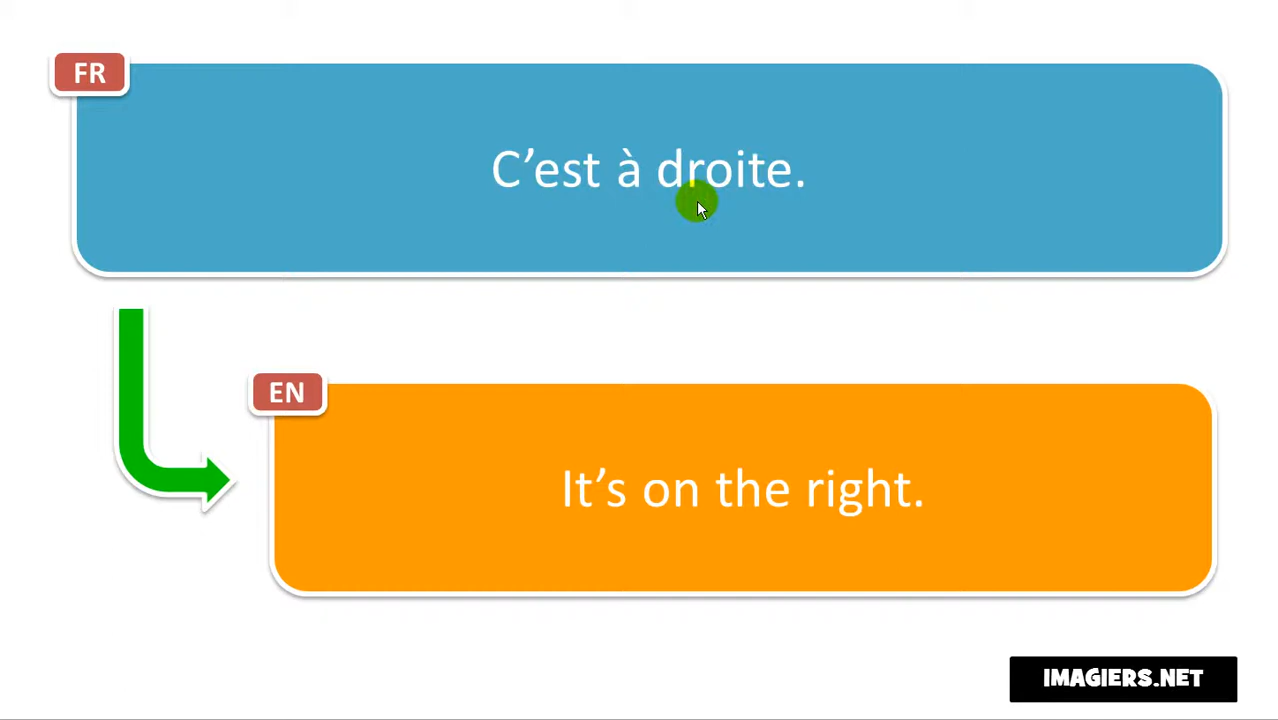 FR
C’est à droite.
EN
It’s on the right.
IMAGIERS.NET